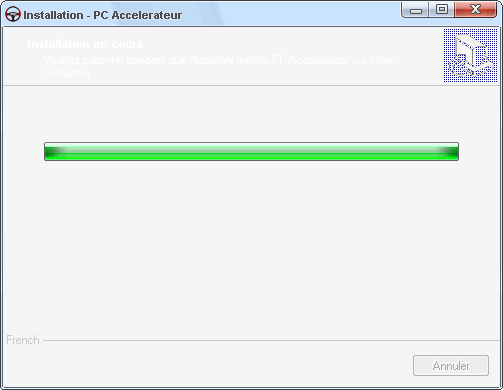 Installation - PC Accelerateur
Installation en cours
Veuillez patienter pendant que l'assistant installe PC Accelerateur sur votre
ordinateur.
French
Annuler